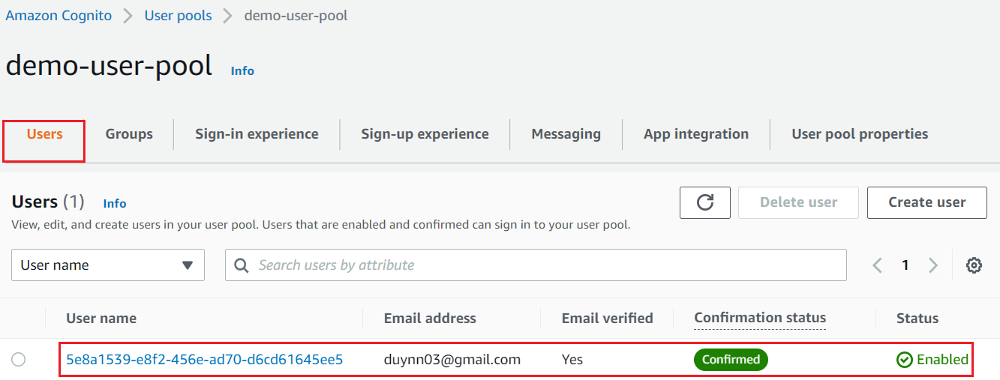 Amazon Cognito > User pools > demo-user-pool
demo-user-pool Info
Users Groups Sign-in experience Sign-up experience Messaging App integration User pool properties
Users (1) Info
Delete user Create user
View, edit, and create users in your user pool. Users that are enabled and confirmed can sign in to your user pool.
User name Search users by attribute 1
User name Email address Email verified Confirmation status Status
5e8a1539-e8f2-456e-ad70-d6cd61645ee5 duynn03@gmail.com Yes Confirmed Enabled